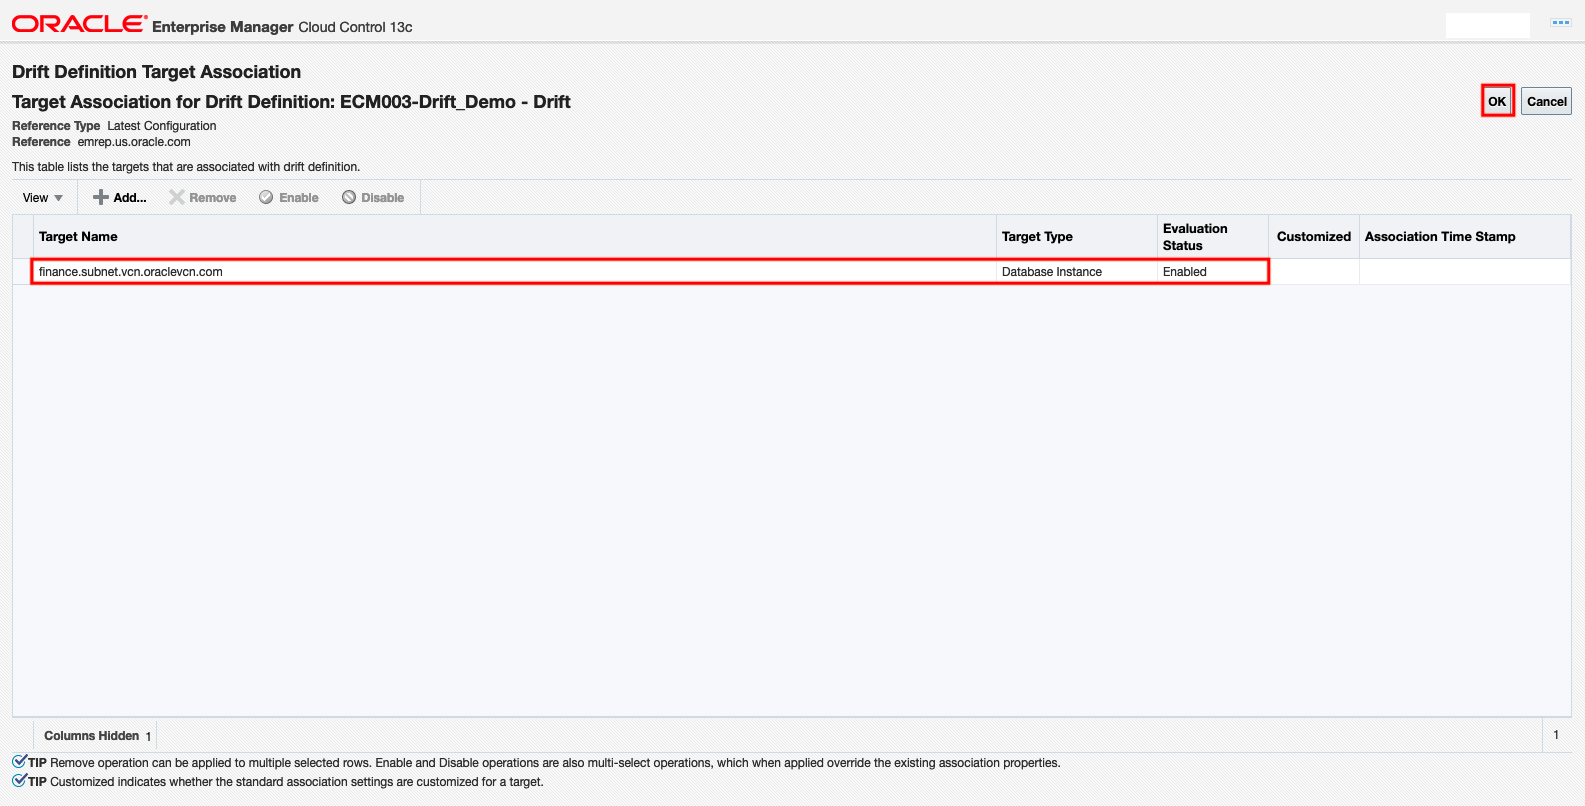 ORACLE® Enterprise Manager Cloud Control 13c
Drift Definition Target Association
Target Association for Drift Definition: ECM003-Drift_Demo - Drift
OK Cancel
Reference Type Latest Configuration
Reference emrep.us.oracle.com
This table lists the targets that are associated with drift definition.
View Add... Remove Enable Disable
Target Name Target Type Evaluation Status Customized Association Time Stamp
finance.subnet.vcn.oraclevcn.com Database Instance Enabled
Columns Hidden 1 1
TIP Remove operation can be applied to multiple selected rows. Enable and Disable operations are also multi-select operations, which when applied override the existing association properties.
TIP Customized indicates whether the standard association settings are customized for a target.